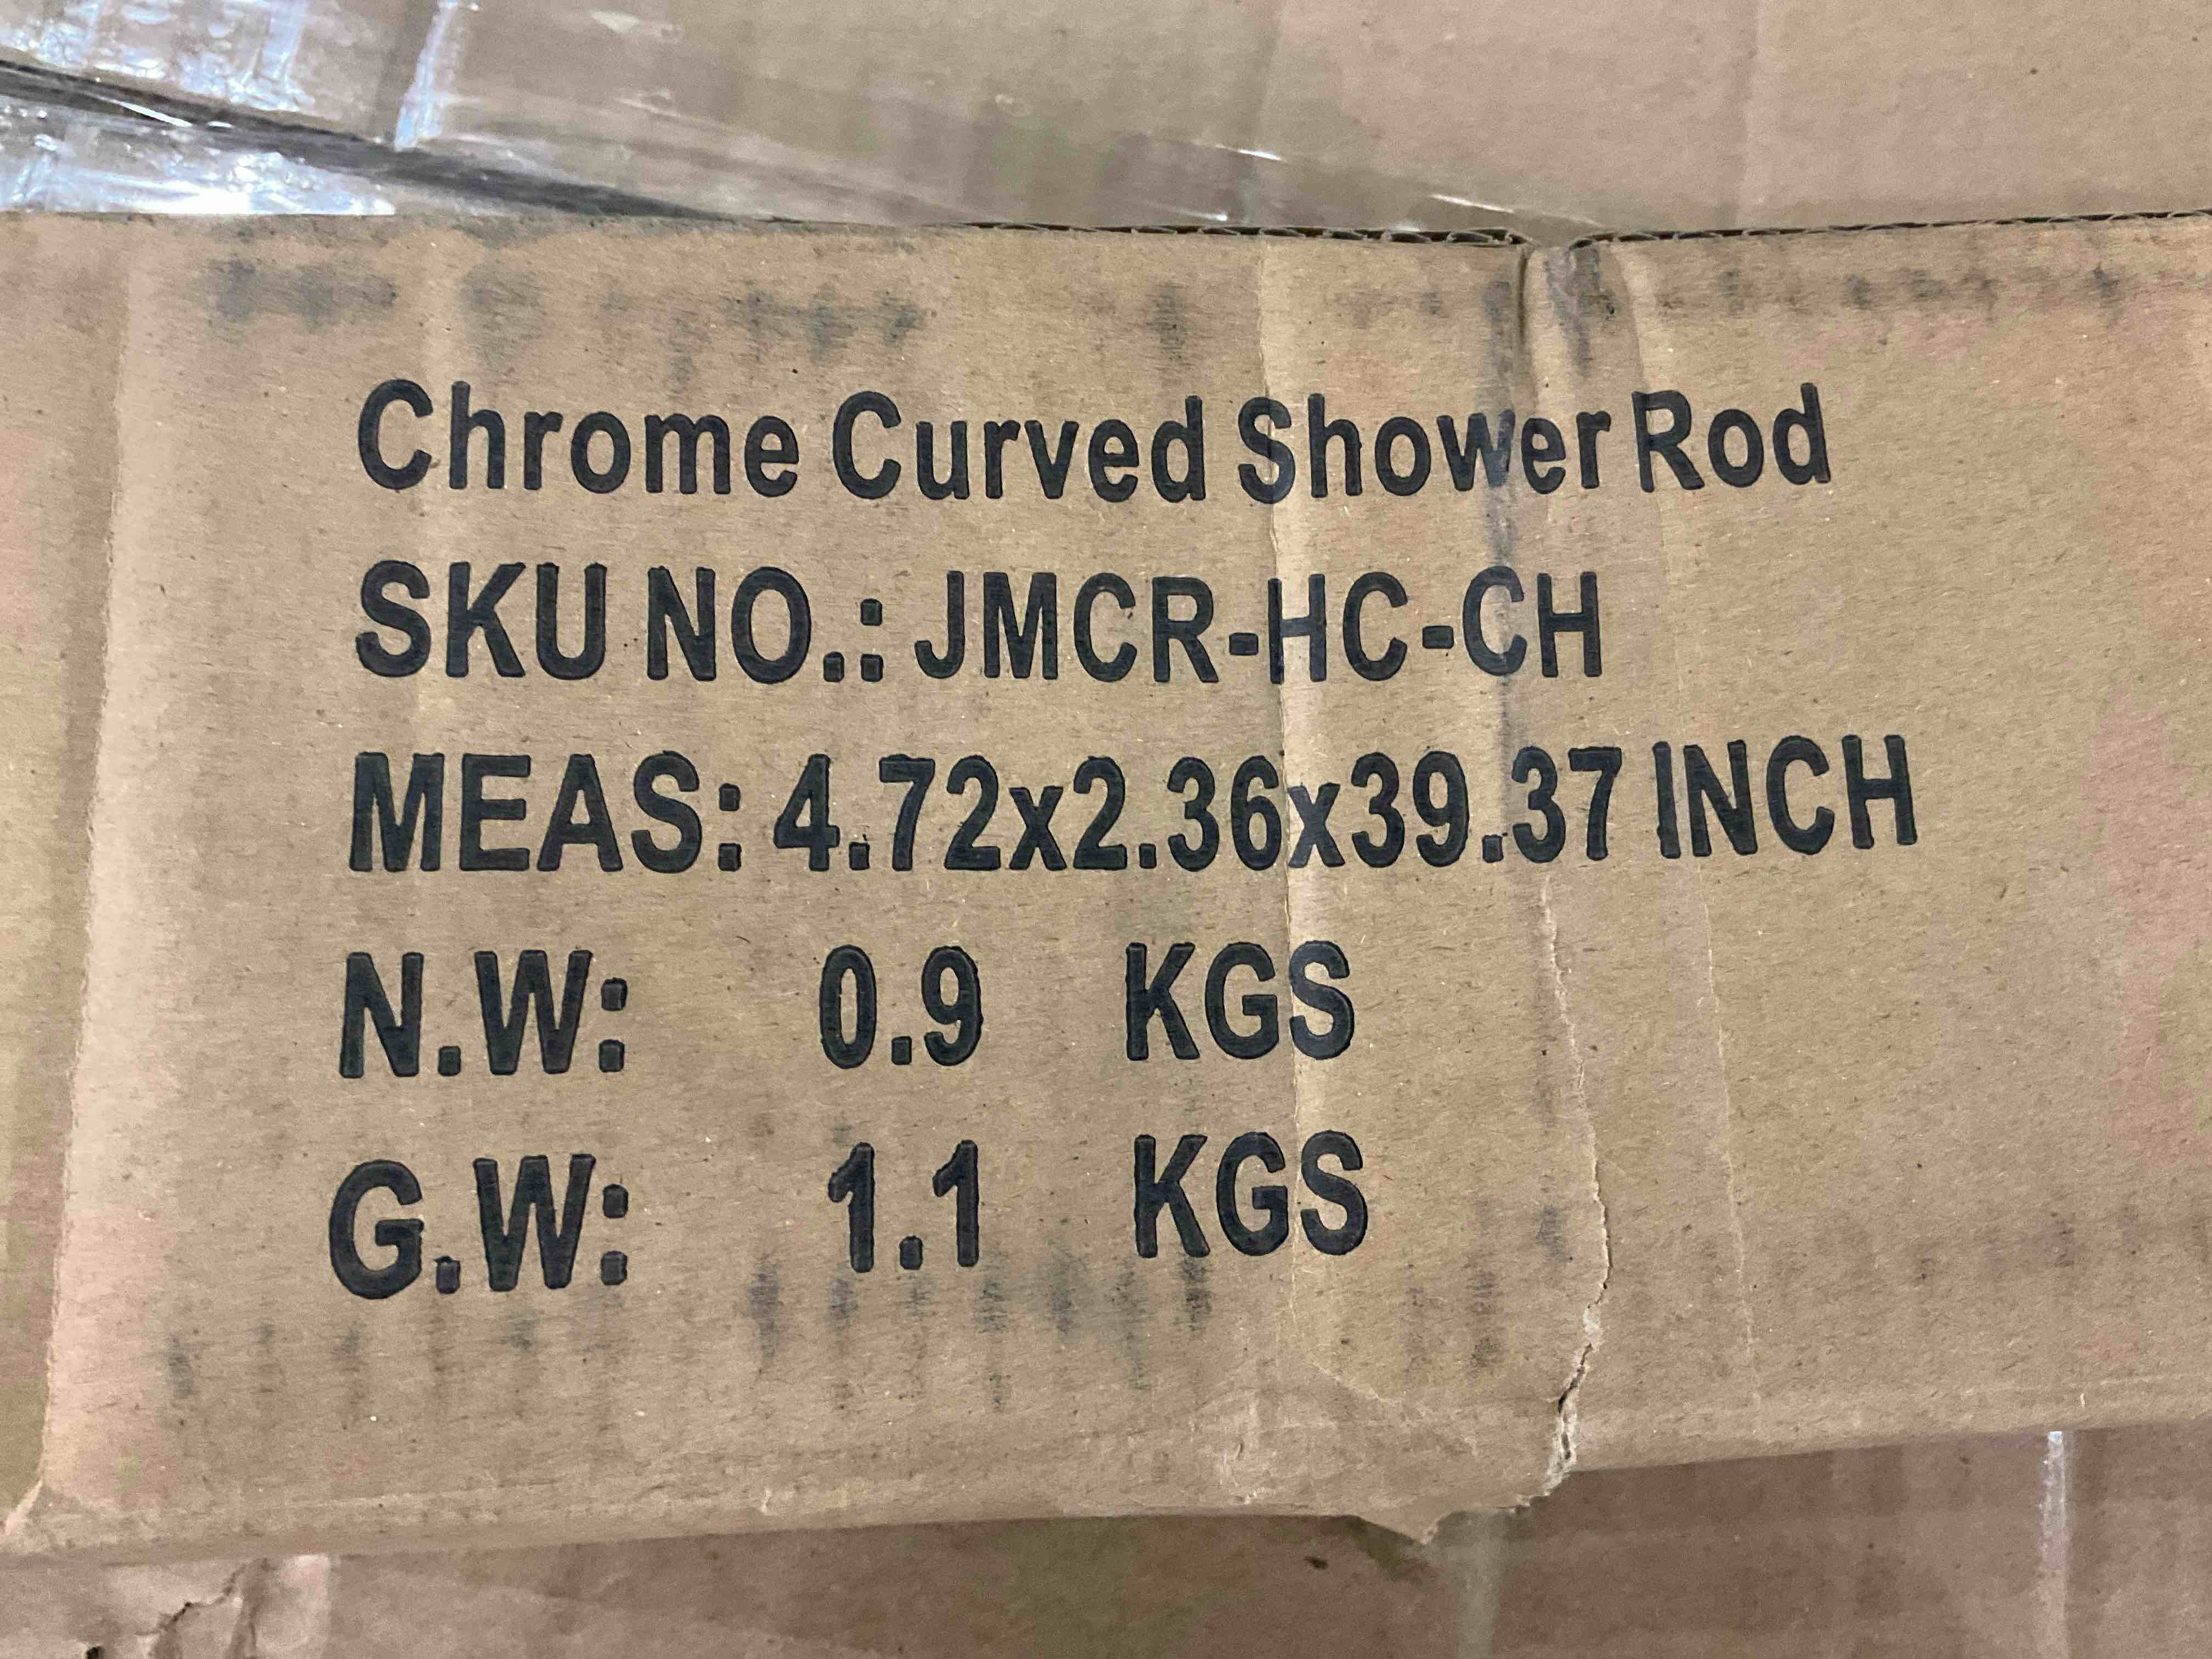 Chrome Curved Shower Rod
SKU NO.: JMCR-HC-CH
MEAS: 4.72x2.36x39.37 INCH
N.W: 0.9 KGS
G.W: 1.1 KGS